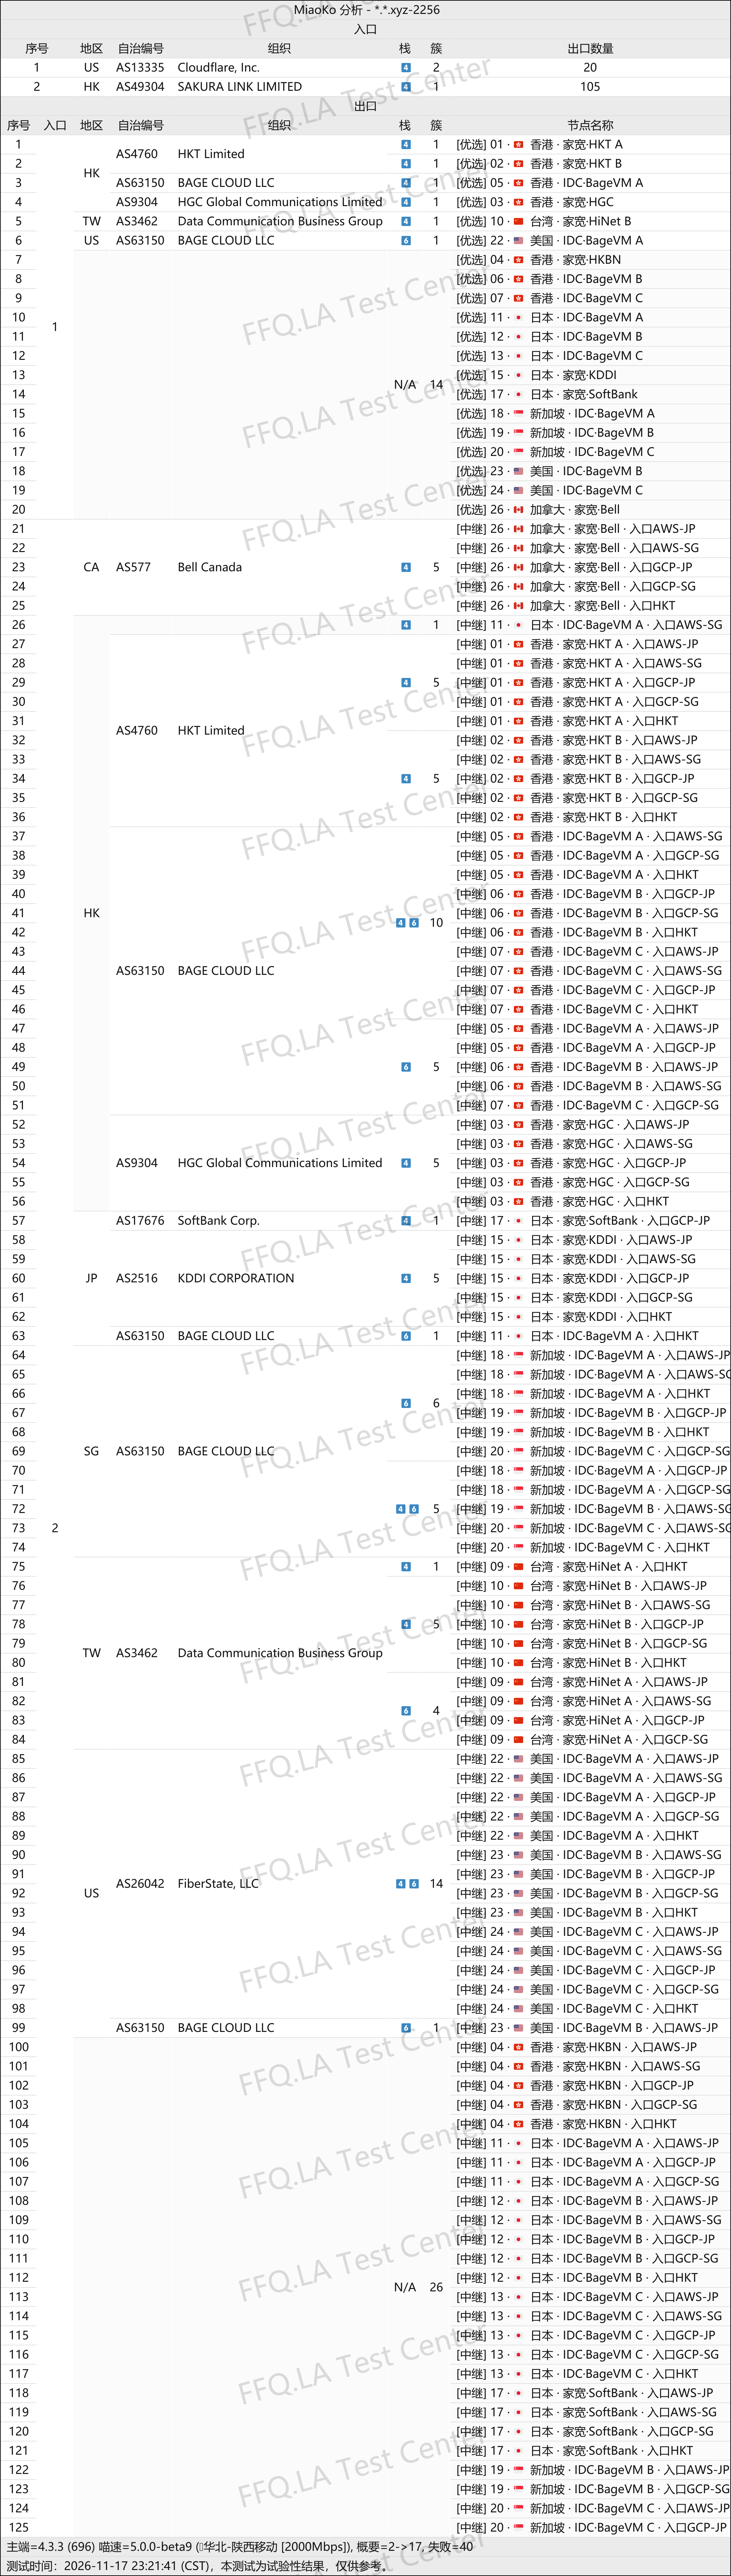 MiaoKo 分析 - *.*.xyz-2256
入口
序号 地区 自治编号 组织 栈 簇 出口数量
1 US AS13335 Cloudflare, Inc. 4 2 20
2 HK AS49304 SAKURA LINK LIMITED 4 1 105
出口
序号 入口 地区 自治编号 组织 栈 簇 节点名称
1 1 HK AS4760 HKT Limited 4 1 [优选] 01 · 香港 · 家宽·HKT A
2 4 1 [优选] 02 · 香港 · 家宽·HKT B
3 AS63150 BAGE CLOUD LLC 4 1 [优选] 05 · 香港 · IDC·BageVM A
4 AS9304 HGC Global Communications Limited 4 1 [优选] 03 · 香港 · 家宽·HGC
5 TW AS3462 Data Communication Business Group 4 1 [优选] 10 · 台湾 · 家宽·HiNet B
6 US AS63150 BAGE CLOUD LLC 6 1 [优选] 22 · 美国 · IDC·BageVM A
7 N/A 14 [优选] 04 · 香港 · 家宽·HKBN
8 [优选] 06 · 香港 · IDC·BageVM B
9 [优选] 07 · 香港 · IDC·BageVM C
10 [优选] 11 · 日本 · IDC·BageVM A
11 [优选] 12 · 日本 · IDC·BageVM B
12 [优选] 13 · 日本 · IDC·BageVM C
13 [优选] 15 · 日本 · 家宽·KDDI
14 [优选] 17 · 日本 · 家宽·SoftBank
15 [优选] 18 · 新加坡 · IDC·BageVM A
16 [优选] 19 · 新加坡 · IDC·BageVM B
17 [优选] 20 · 新加坡 · IDC·BageVM C
18 [优选] 23 · 美国 · IDC·BageVM B
19 [优选] 24 · 美国 · IDC·BageVM C
20 [优选] 26 · 加拿大 · 家宽·Bell
21 2 CA AS577 Bell Canada 4 5 [中继] 26 · 加拿大 · 家宽·Bell · 入口AWS-JP
22 [中继] 26 · 加拿大 · 家宽·Bell · 入口AWS-SG
23 [中继] 26 · 加拿大 · 家宽·Bell · 入口GCP-JP
24 [中继] 26 · 加拿大 · 家宽·Bell · 入口GCP-SG
25 [中继] 26 · 加拿大 · 家宽·Bell · 入口HKT
26 HK 4 1 [中继] 11 · 日本 · IDC·BageVM A · 入口AWS-SG
27 AS4760 HKT Limited 4 5 [中继] 01 · 香港 · 家宽·HKT A · 入口AWS-JP
28 [中继] 01 · 香港 · 家宽·HKT A · 入口AWS-SG
29 [中继] 01 · 香港 · 家宽·HKT A · 入口GCP-JP
30 [中继] 01 · 香港 · 家宽·HKT A · 入口GCP-SG
31 [中继] 01 · 香港 · 家宽·HKT A · 入口HKT
32 4 5 [中继] 02 · 香港 · 家宽·HKT B · 入口AWS-JP
33 [中继] 02 · 香港 · 家宽·HKT B · 入口AWS-SG
34 [中继] 02 · 香港 · 家宽·HKT B · 入口GCP-JP
35 [中继] 02 · 香港 · 家宽·HKT B · 入口GCP-SG
36 [中继] 02 · 香港 · 家宽·HKT B · 入口HKT
37 AS63150 BAGE CLOUD LLC 4 6 10 [中继] 05 · 香港 · IDC·BageVM A · 入口AWS-SG
38 [中继] 05 · 香港 · IDC·BageVM A · 入口GCP-SG
39 [中继] 05 · 香港 · IDC·BageVM A · 入口HKT
40 [中继] 06 · 香港 · IDC·BageVM B · 入口GCP-JP
41 [中继] 06 · 香港 · IDC·BageVM B · 入口GCP-SG
42 [中继] 06 · 香港 · IDC·BageVM B · 入口HKT
43 [中继] 07 · 香港 · IDC·BageVM C · 入口AWS-JP
44 [中继] 07 · 香港 · IDC·BageVM C · 入口AWS-SG
45 [中继] 07 · 香港 · IDC·BageVM C · 入口GCP-JP
46 [中继] 07 · 香港 · IDC·BageVM C · 入口HKT
47 6 5 [中继] 05 · 香港 · IDC·BageVM A · 入口AWS-JP
48 [中继] 05 · 香港 · IDC·BageVM A · 入口GCP-JP
49 [中继] 06 · 香港 · IDC·BageVM B · 入口AWS-JP
50 [中继] 06 · 香港 · IDC·BageVM B · 入口AWS-SG
51 [中继] 07 · 香港 · IDC·BageVM C · 入口GCP-SG
52 AS9304 HGC Global Communications Limited 4 5 [中继] 03 · 香港 · 家宽·HGC · 入口AWS-JP
53 [中继] 03 · 香港 · 家宽·HGC · 入口AWS-SG
54 [中继] 03 · 香港 · 家宽·HGC · 入口GCP-JP
55 [中继] 03 · 香港 · 家宽·HGC · 入口GCP-SG
56 [中继] 03 · 香港 · 家宽·HGC · 入口HKT
57 JP AS17676 SoftBank Corp. 4 1 [中继] 17 · 日本 · 家宽·SoftBank · 入口GCP-JP
58 AS2516 KDDI CORPORATION 4 5 [中继] 15 · 日本 · 家宽·KDDI · 入口AWS-JP
59 [中继] 15 · 日本 · 家宽·KDDI · 入口AWS-SG
60 [中继] 15 · 日本 · 家宽·KDDI · 入口GCP-JP
61 [中继] 15 · 日本 · 家宽·KDDI · 入口GCP-SG
62 [中继] 15 · 日本 · 家宽·KDDI · 入口HKT
63 AS63150 BAGE CLOUD LLC 6 1 [中继] 11 · 日本 · IDC·BageVM A · 入口HKT
64 SG AS63150 BAGE CLOUD LLC 6 6 [中继] 18 · 新加坡 · IDC·BageVM A · 入口AWS-JP
65 [中继] 18 · 新加坡 · IDC·BageVM A · 入口AWS-SG
66 [中继] 18 · 新加坡 · IDC·BageVM A · 入口HKT
67 [中继] 19 · 新加坡 · IDC·BageVM B · 入口GCP-JP
68 [中继] 19 · 新加坡 · IDC·BageVM B · 入口HKT
69 [中继] 20 · 新加坡 · IDC·BageVM C · 入口GCP-SG
70 4 6 5 [中继] 18 · 新加坡 · IDC·BageVM A · 入口GCP-JP
71 [中继] 18 · 新加坡 · IDC·BageVM A · 入口GCP-SG
72 [中继] 19 · 新加坡 · IDC·BageVM B · 入口AWS-SG
73 [中继] 20 · 新加坡 · IDC·BageVM C · 入口AWS-SG
74 [中继] 20 · 新加坡 · IDC·BageVM C · 入口HKT
75 TW AS3462 Data Communication Business Group 4 1 [中继] 09 · 台湾 · 家宽·HiNet A · 入口HKT
76 4 5 [中继] 10 · 台湾 · 家宽·HiNet B · 入口AWS-JP
77 [中继] 10 · 台湾 · 家宽·HiNet B · 入口AWS-SG
78 [中继] 10 · 台湾 · 家宽·HiNet B · 入口GCP-JP
79 [中继] 10 · 台湾 · 家宽·HiNet B · 入口GCP-SG
80 [中继] 10 · 台湾 · 家宽·HiNet B · 入口HKT
81 6 4 [中继] 09 · 台湾 · 家宽·HiNet A · 入口AWS-JP
82 [中继] 09 · 台湾 · 家宽·HiNet A · 入口AWS-SG
83 [中继] 09 · 台湾 · 家宽·HiNet A · 入口GCP-JP
84 [中继] 09 · 台湾 · 家宽·HiNet A · 入口GCP-SG
85 US AS26042 FiberState, LLC 4 6 14 [中继] 22 · 美国 · IDC·BageVM A · 入口AWS-JP
86 [中继] 22 · 美国 · IDC·BageVM A · 入口AWS-SG
87 [中继] 22 · 美国 · IDC·BageVM A · 入口GCP-JP
88 [中继] 22 · 美国 · IDC·BageVM A · 入口GCP-SG
89 [中继] 22 · 美国 · IDC·BageVM A · 入口HKT
90 [中继] 23 · 美国 · IDC·BageVM B · 入口AWS-SG
91 [中继] 23 · 美国 · IDC·BageVM B · 入口GCP-JP
92 [中继] 23 · 美国 · IDC·BageVM B · 入口GCP-SG
93 [中继] 23 · 美国 · IDC·BageVM B · 入口HKT
94 [中继] 24 · 美国 · IDC·BageVM C · 入口AWS-JP
95 [中继] 24 · 美国 · IDC·BageVM C · 入口AWS-SG
96 [中继] 24 · 美国 · IDC·BageVM C · 入口GCP-JP
97 [中继] 24 · 美国 · IDC·BageVM C · 入口GCP-SG
98 [中继] 24 · 美国 · IDC·BageVM C · 入口HKT
99 AS63150 BAGE CLOUD LLC 6 1 [中继] 23 · 美国 · IDC·BageVM B · 入口AWS-JP
100 N/A 26 [中继] 04 · 香港 · 家宽·HKBN · 入口AWS-JP
101 [中继] 04 · 香港 · 家宽·HKBN · 入口AWS-SG
102 [中继] 04 · 香港 · 家宽·HKBN · 入口GCP-JP
103 [中继] 04 · 香港 · 家宽·HKBN · 入口GCP-SG
104 [中继] 04 · 香港 · 家宽·HKBN · 入口HKT
105 [中继] 11 · 日本 · IDC·BageVM A · 入口AWS-JP
106 [中继] 11 · 日本 · IDC·BageVM A · 入口GCP-JP
107 [中继] 11 · 日本 · IDC·BageVM A · 入口GCP-SG
108 [中继] 12 · 日本 · IDC·BageVM B · 入口AWS-JP
109 [中继] 12 · 日本 · IDC·BageVM B · 入口AWS-SG
110 [中继] 12 · 日本 · IDC·BageVM B · 入口GCP-JP
111 [中继] 12 · 日本 · IDC·BageVM B · 入口GCP-SG
112 [中继] 12 · 日本 · IDC·BageVM B · 入口HKT
113 [中继] 13 · 日本 · IDC·BageVM C · 入口AWS-JP
114 [中继] 13 · 日本 · IDC·BageVM C · 入口AWS-SG
115 [中继] 13 · 日本 · IDC·BageVM C · 入口GCP-JP
116 [中继] 13 · 日本 · IDC·BageVM C · 入口GCP-SG
117 [中继] 13 · 日本 · IDC·BageVM C · 入口HKT
118 [中继] 17 · 日本 · 家宽·SoftBank · 入口AWS-JP
119 [中继] 17 · 日本 · 家宽·SoftBank · 入口AWS-SG
120 [中继] 17 · 日本 · 家宽·SoftBank · 入口GCP-SG
121 [中继] 17 · 日本 · 家宽·SoftBank · 入口HKT
122 [中继] 19 · 新加坡 · IDC·BageVM B · 入口AWS-JP
123 [中继] 19 · 新加坡 · IDC·BageVM B · 入口GCP-SG
124 [中继] 20 · 新加坡 · IDC·BageVM C · 入口AWS-JP
125 [中继] 20 · 新加坡 · IDC·BageVM C · 入口GCP-JP
主端=4.3.3 (696) 喵速=5.0.0-beta9 (华北-陕西移动 [2000Mbps]), 概要=2->17, 失败=40
测试时间：2026-11-17 23:21:41 (CST)，本测试为试验性结果，仅供参考。
FFQ.LA Test Center